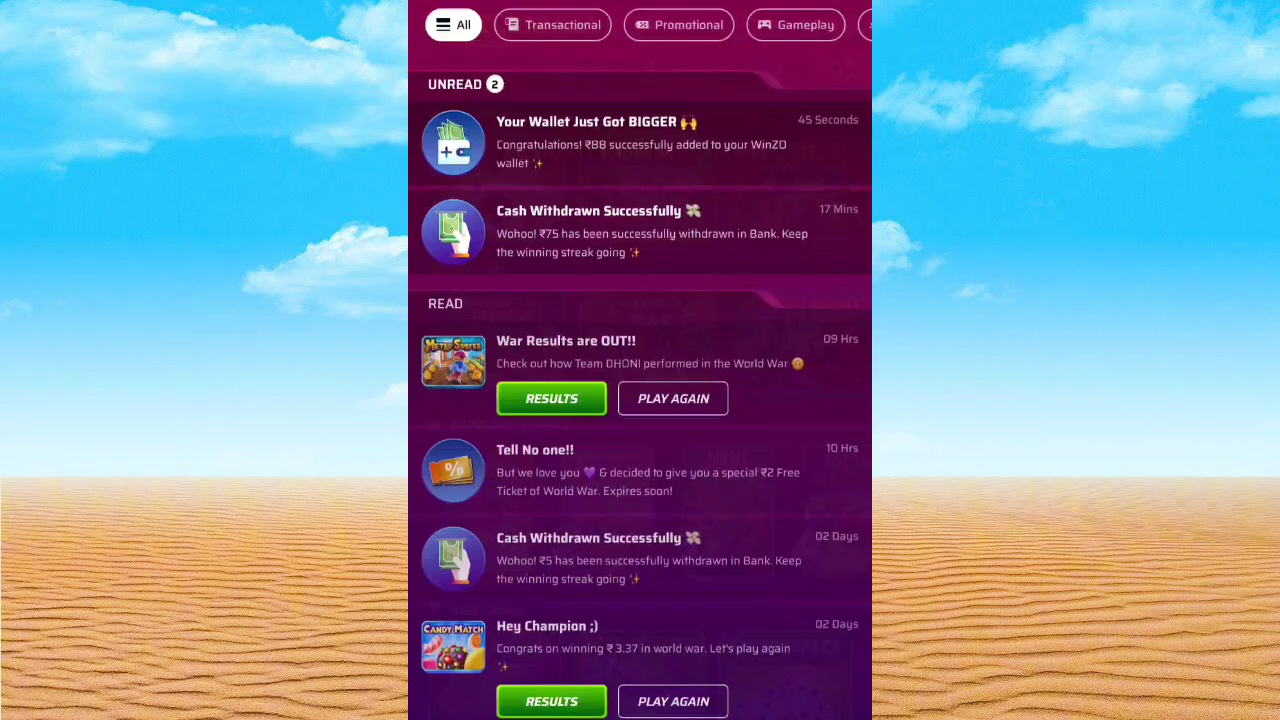 All
Transactional
Promotional
Gameplay
UNREAD 2
Your Wallet Just Got BIGGER 🙌
45 Seconds
Congratulations! ₹88 successfully added to your WinZO
wallet ✨
Cash Withdrawn Successfully 💸
17 Mins
Wohoo! ₹75 has been successfully withdrawn in Bank. Keep
the winning streak going ✨
READ
METRO SURFER
War Results are OUT!!
09 Hrs
Check out how Team DHONI performed in the World War
RESULTS
PLAY AGAIN
%
Tell No one!!
10 Hrs
But we love you 💜 & decided to give you a special ₹2 Free
Ticket of World War. Expires soon!
Cash Withdrawn Successfully 💸
02 Days
Wohoo! ₹5 has been successfully withdrawn in Bank. Keep
the winning streak going ✨
CANDY MATCH
Hey Champion ;)
02 Days
Congrats on winning ₹ 3.37 in world war. Let's play again
✨
RESULTS
PLAY AGAIN